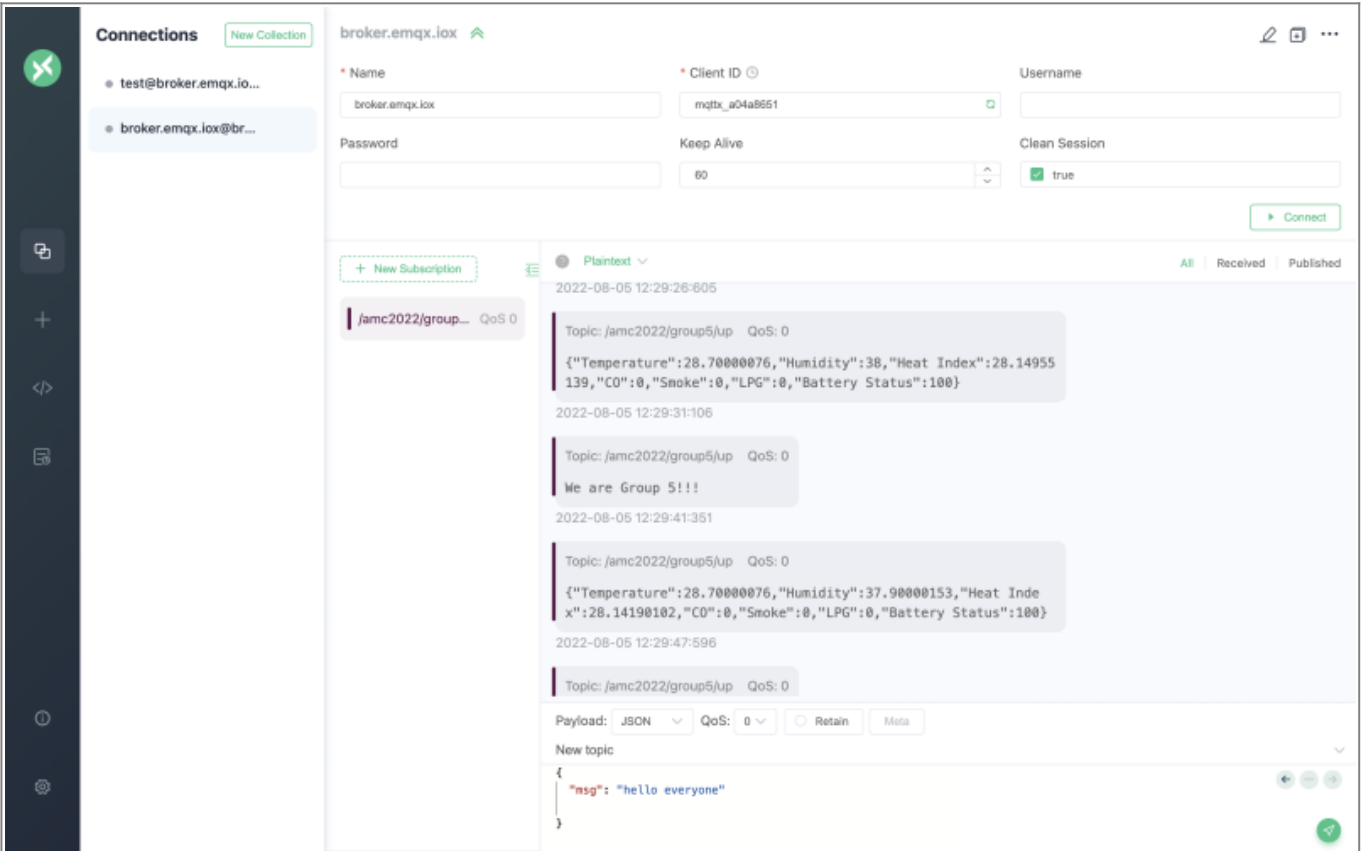 Connections
New Collection
test@broker.emqx.io...
broker.emqx.iox@br...
broker.emqx.iox
* Name
* Client ID
Username
broker.emqx.iox
mqttx_a04a8651
Password
Keep Alive
Clean Session
60
true
Connect
+ New Subscription
Plaintext
All
Received
Published
/amc2022/group... QoS 0
2022-08-05 12:29:26:605
Topic: /amc2022/group5/up QoS: 0
{"Temperature":28.70000076,"Humidity":38,"Heat Index":28.14955
139,"CO":0,"Smoke":0,"LPG":0,"Battery Status":100}
2022-08-05 12:29:31:106
Topic: /amc2022/group5/up QoS: 0
We are Group 5!!!
2022-08-05 12:29:41:351
Topic: /amc2022/group5/up QoS: 0
{"Temperature":28.70000076,"Humidity":37.90000153,"Heat Inde
x":28.14190102,"CO":0,"Smoke":0,"LPG":0,"Battery Status":100}
2022-08-05 12:29:47:596
Topic: /amc2022/group5/up QoS: 0
Payload: JSON QoS: 0 Retain Meta
New topic
{
"msg": "hello everyone"
}